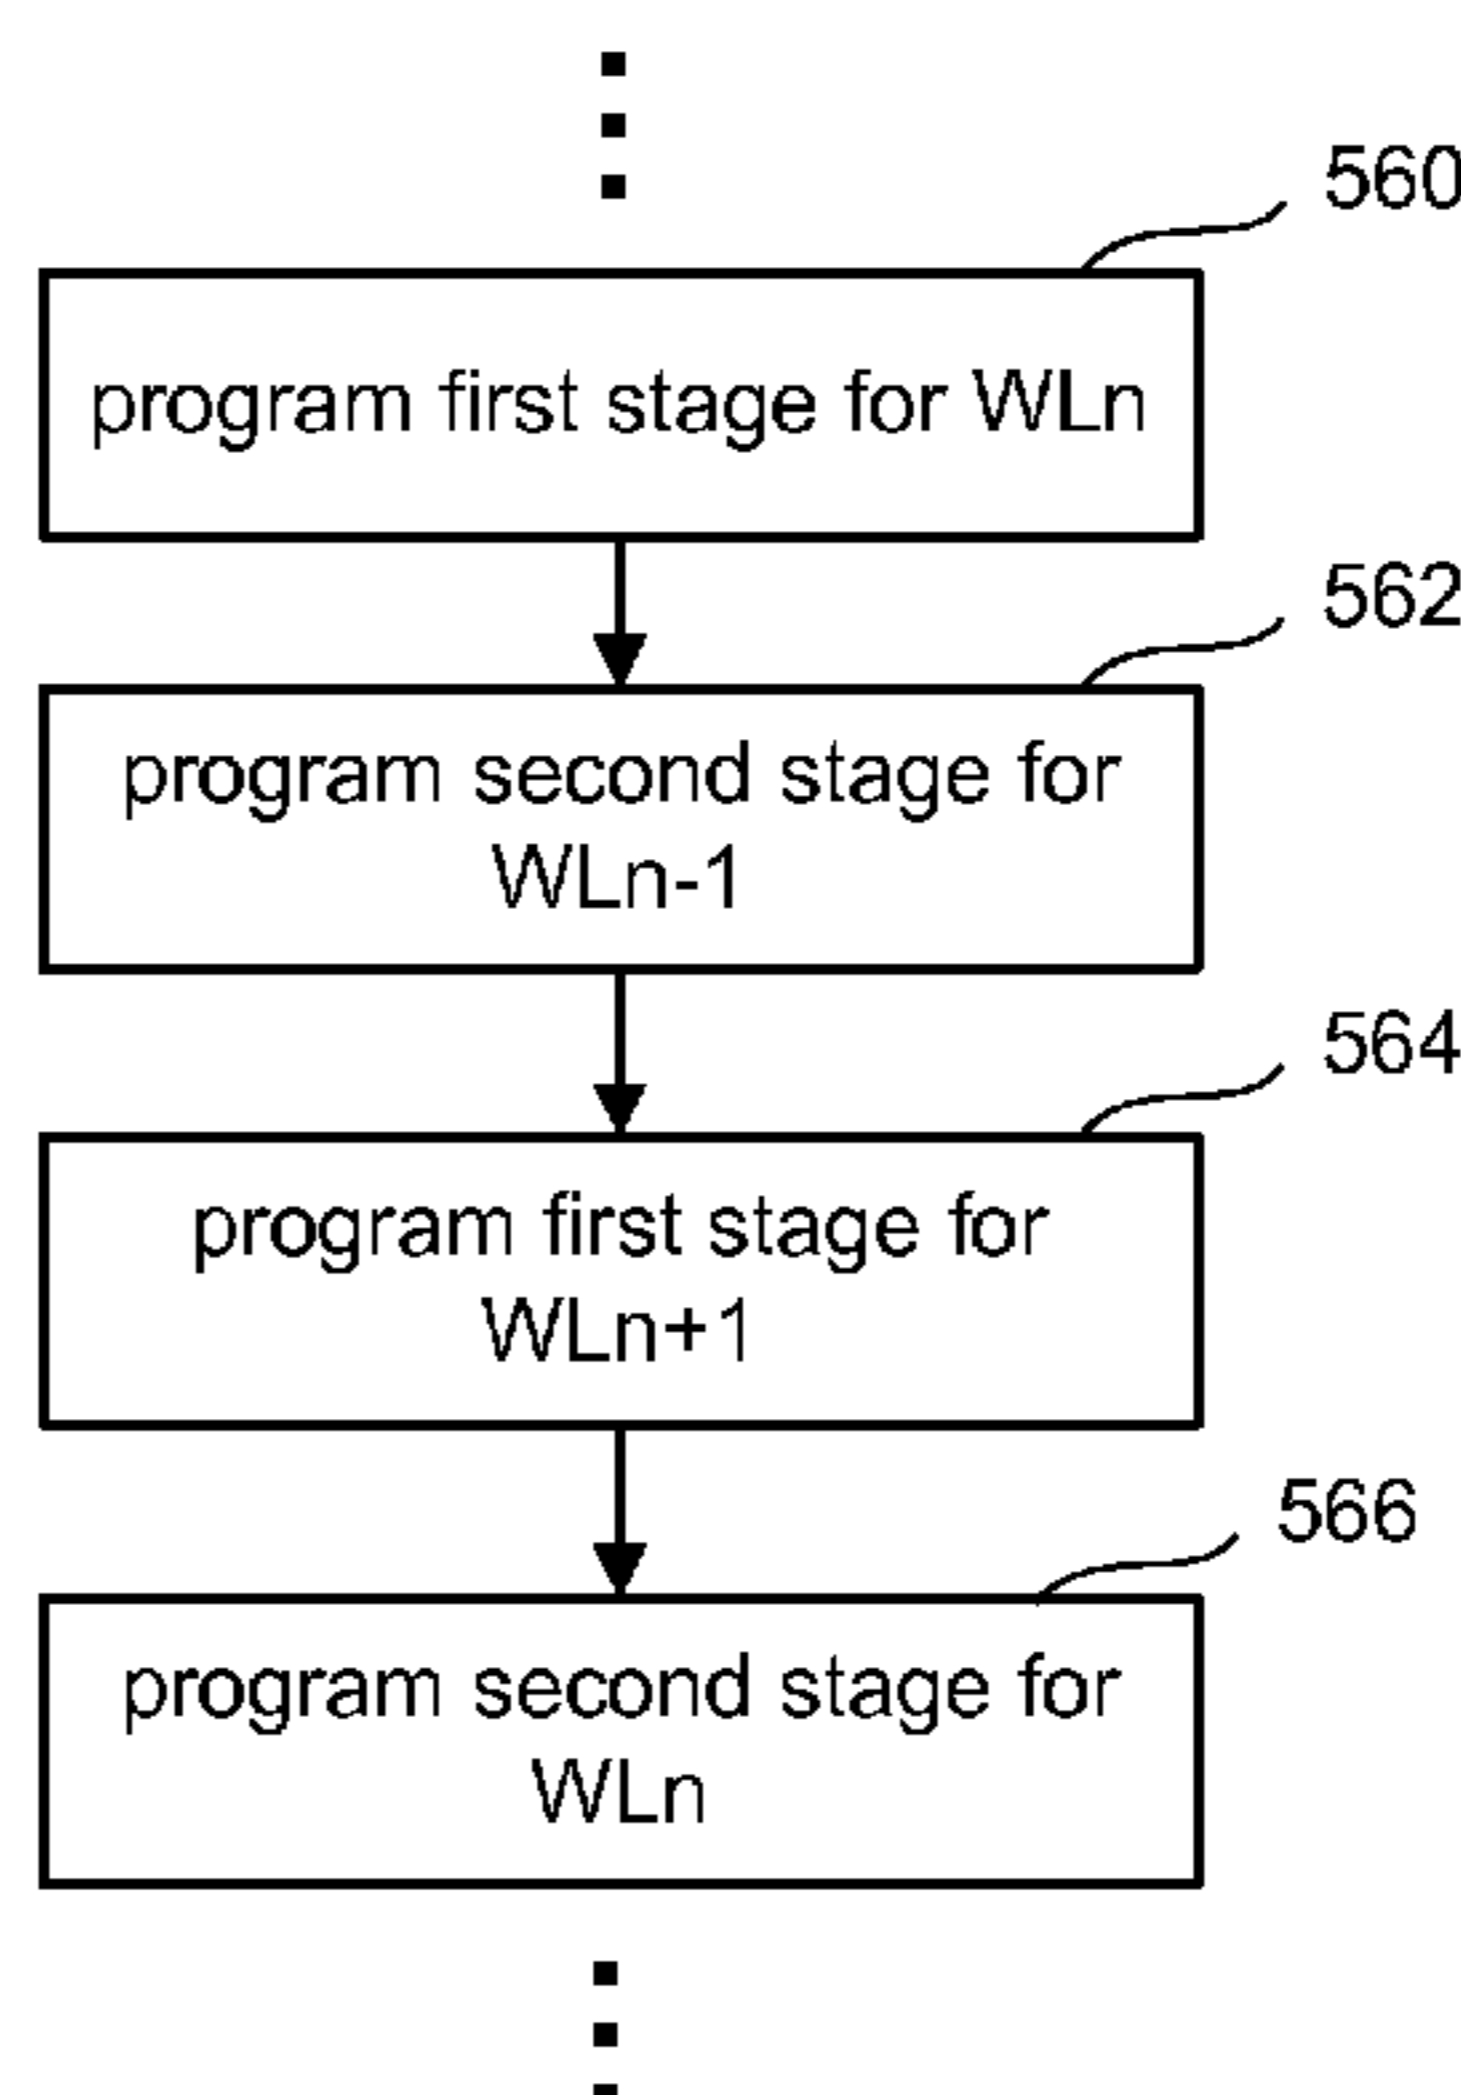 560
program first stage for WLn
562
program second stage for
WLn-1
564
program first stage for
WLn+1
566
program second stage for
WLn